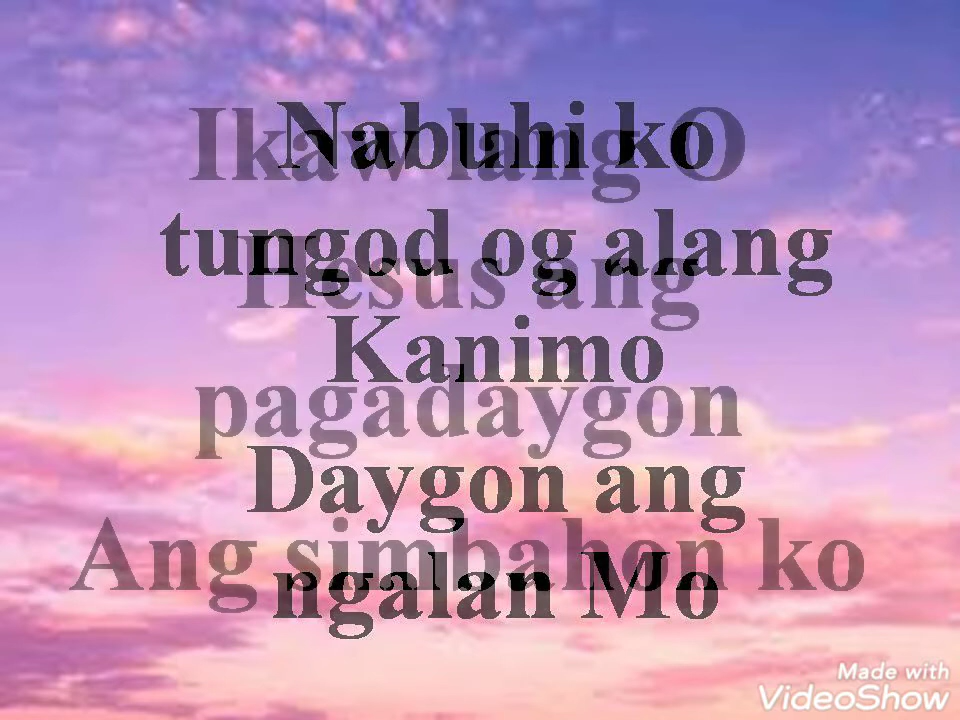 Ikaw lang O
Hesus ang
pagadaygon
Ang simbahon ko
Nabuhi ko
tungod og alang
Kanimo
Daygon ang
ngalan Mo
Made with
VideoShow